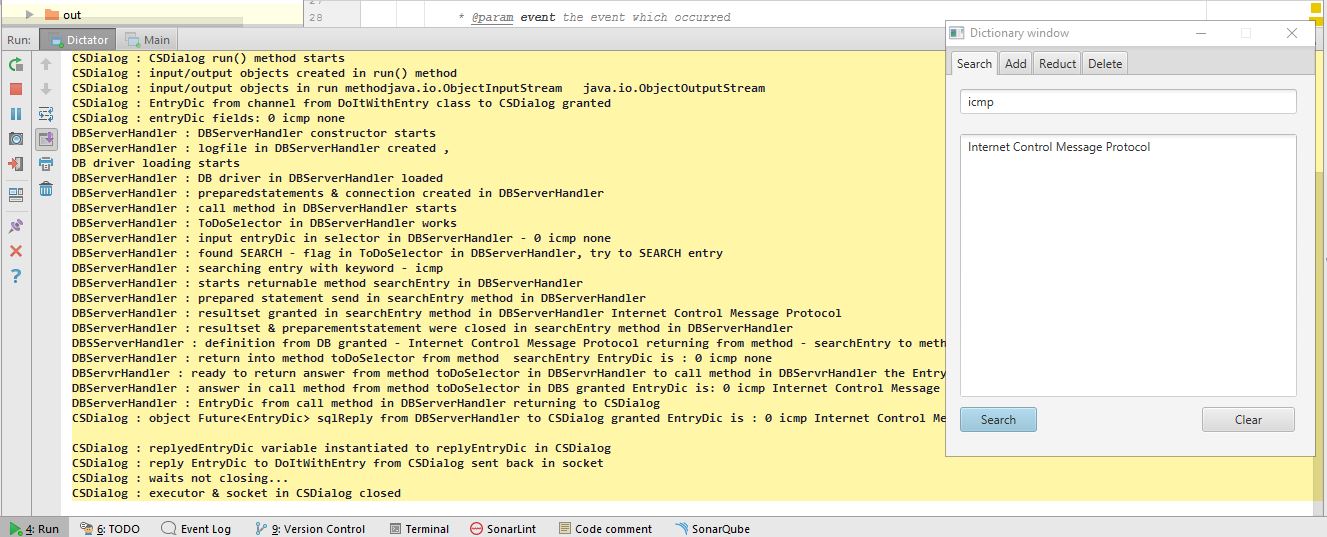 out
27
28 * @param event the event which occurred
Run: Dictator Main
CSDialog : CSDialog run() method starts
CSDialog : input/output objects created in run() method
CSDialog : input/output objects in run methodjava.io.ObjectInputStream   java.io.ObjectOutputStream
CSDialog : EntryDic from channel from DoItWithEntry class to CSDialog granted
CSDialog : entryDic fields: 0 icmp none
DBServerHandler : DBServerHandler constructor starts
DBServerHandler : logfile in DBServerHandler created ,
DB driver loading starts
DBServerHandler : DB driver in DBServerHandler loaded
DBServerHandler : preparedstatements & connection created in DBServerHandler
DBServerHandler : call method in DBServerHandler starts
DBServerHandler : ToDoSelector in DBServerHandler works
DBServerHandler : input entryDic in selector in DBServerHandler - 0 icmp none
DBServerHandler : found SEARCH - flag in ToDoSelector in DBServerHandler, try to SEARCH entry
DBServerHandler : searching entry with keyword - icmp
DBServerHandler : starts returnable method searchEntry in DBServerHandler
DBServerHandler : prepared statement send in searchEntry method in DBServerHandler
DBServerHandler : resultset granted in searchEntry method in DBServerHandler Internet Control Message Protocol
DBServerHandler : resultset & preparementstatement were closed in searchEntry method in DBServerHandler
DBSServerHandler : definition from DB granted - Internet Control Message Protocol returning from method - searchEntry to meth
DBServerHandler : return into method toDoSelector from method  searchEntry EntryDic is : 0 icmp none
DBServrHandler : ready to return answer from method toDoSelector in DBServrHandler to call method in DBServrHandler the Entry
DBServerHandler : answer in call method from method toDoSelector in DBS granted EntryDic is: 0 icmp Internet Control Message
DBServerHandler : EntryDic from call method in DBServerHandler returning to CSDialog
CSDialog : object Future<EntryDic> sqlReply from DBServerHandler to CSDialog granted EntryDic is : 0 icmp Internet Control Me
CSDialog : replyedEntryDic variable instantiated to replyEntryDic in CSDialog
CSDialog : reply EntryDic to DoItWithEntry from CSDialog sent back in socket
CSDialog : waits not closing...
CSDialog : executor & socket in CSDialog closed
Dictionary window
Search Add Reduct Delete
icmp
Internet Control Message Protocol
Search Clear
4: Run 6: TODO Event Log 9: Version Control Terminal SonarLint Code comment SonarQube